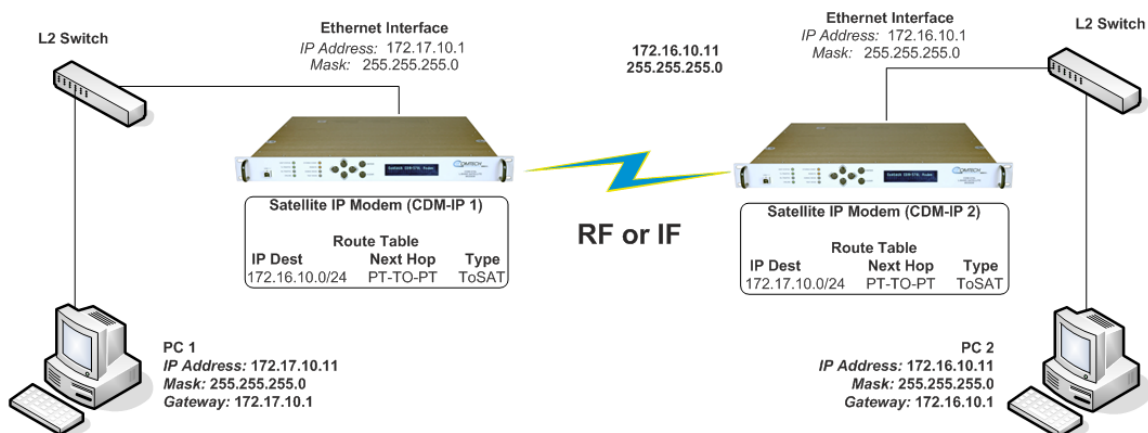 L2 Switch
Ethernet Interface
IP Address: 172.17.10.1
Mask: 255.255.255.0
172.16.10.11
255.255.255.0
Ethernet Interface
IP Address: 172.16.10.1
Mask: 255.255.255.0
L2 Switch
Satellite IP Modem (CDM-IP 1)
Route Table
IP Dest Next Hop Type
172.16.10.0/24 PT-TO-PT ToSAT
RF or IF
Satellite IP Modem (CDM-IP 2)
Route Table
IP Dest Next Hop Type
172.17.10.0/24 PT-TO-PT ToSAT
PC 1
IP Address: 172.17.10.11
Mask: 255.255.255.0
Gateway: 172.17.10.1
PC 2
IP Address: 172.16.10.11
Mask: 255.255.255.0
Gateway: 172.16.10.1